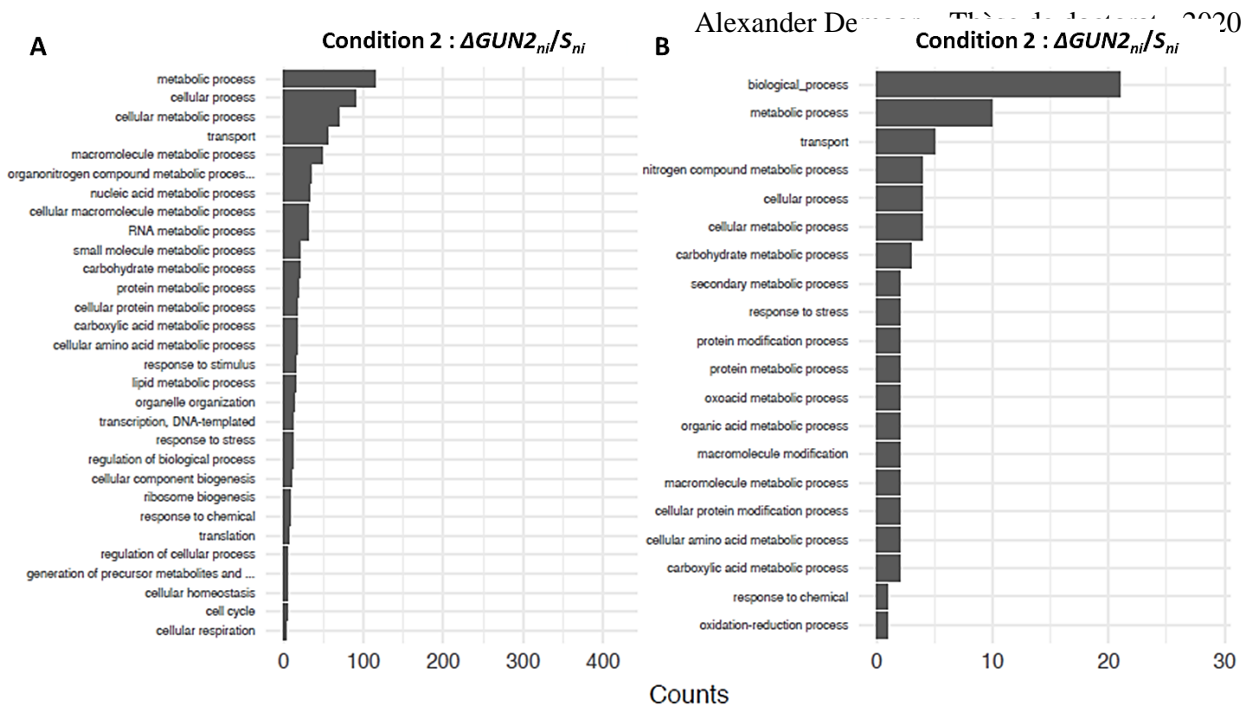 Alexander De
2020
A
Condition 2 : ΔGUN2ni/Sni
metabolic process
cellular process
cellular metabolic process
transport
macromolecule metabolic process
organonitrogen compound metabolic proces...
nucleic acid metabolic process
cellular macromolecule metabolic process
RNA metabolic process
small molecule metabolic process
carbohydrate metabolic process
protein metabolic process
cellular protein metabolic process
carboxylic acid metabolic process
cellular amino acid metabolic process
response to stimulus
lipid metabolic process
organelle organization
transcription, DNA-templated
response to stress
regulation of biological process
cellular component biogenesis
ribosome biogenesis
response to chemical
translation
regulation of cellular process
generation of precursor metabolites and ...
cellular homeostasis
cell cycle
cellular respiration
0 100 200 300 400
B
Condition 2 : ΔGUN2ni/Sni
biological_process
metabolic process
transport
nitrogen compound metabolic process
cellular process
cellular metabolic process
carbohydrate metabolic process
secondary metabolic process
response to stress
protein modification process
protein metabolic process
oxoacid metabolic process
organic acid metabolic process
macromolecule modification
macromolecule metabolic process
cellular protein modification process
cellular amino acid metabolic process
carboxylic acid metabolic process
response to chemical
oxidation-reduction process
0 10 20 30
Counts